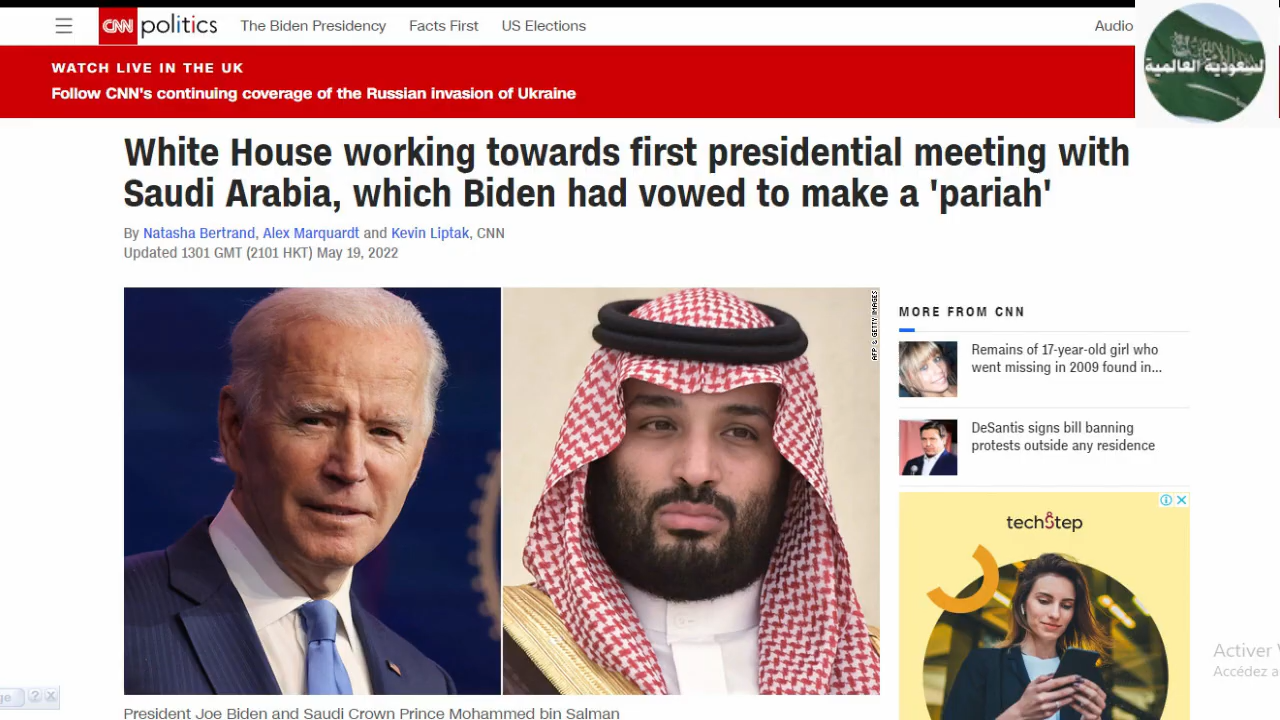 CNN politics The Biden Presidency Facts First US Elections Audio
السعودية العالمية
WATCH LIVE IN THE UK
Follow CNN's continuing coverage of the Russian invasion of Ukraine
White House working towards first presidential meeting with
Saudi Arabia, which Biden had vowed to make a 'pariah'
By Natasha Bertrand, Alex Marquardt and Kevin Liptak, CNN
Updated 1301 GMT (2101 HKT) May 19, 2022
AFP & GETTY IMAGES
MORE FROM CNN
Remains of 17-year-old girl who
went missing in 2009 found in...
DeSantis signs bill banning
protests outside any residence
techstep
Activer
Accédez a
ge ? X
President Joe Biden and Saudi Crown Prince Mohammed bin Salman